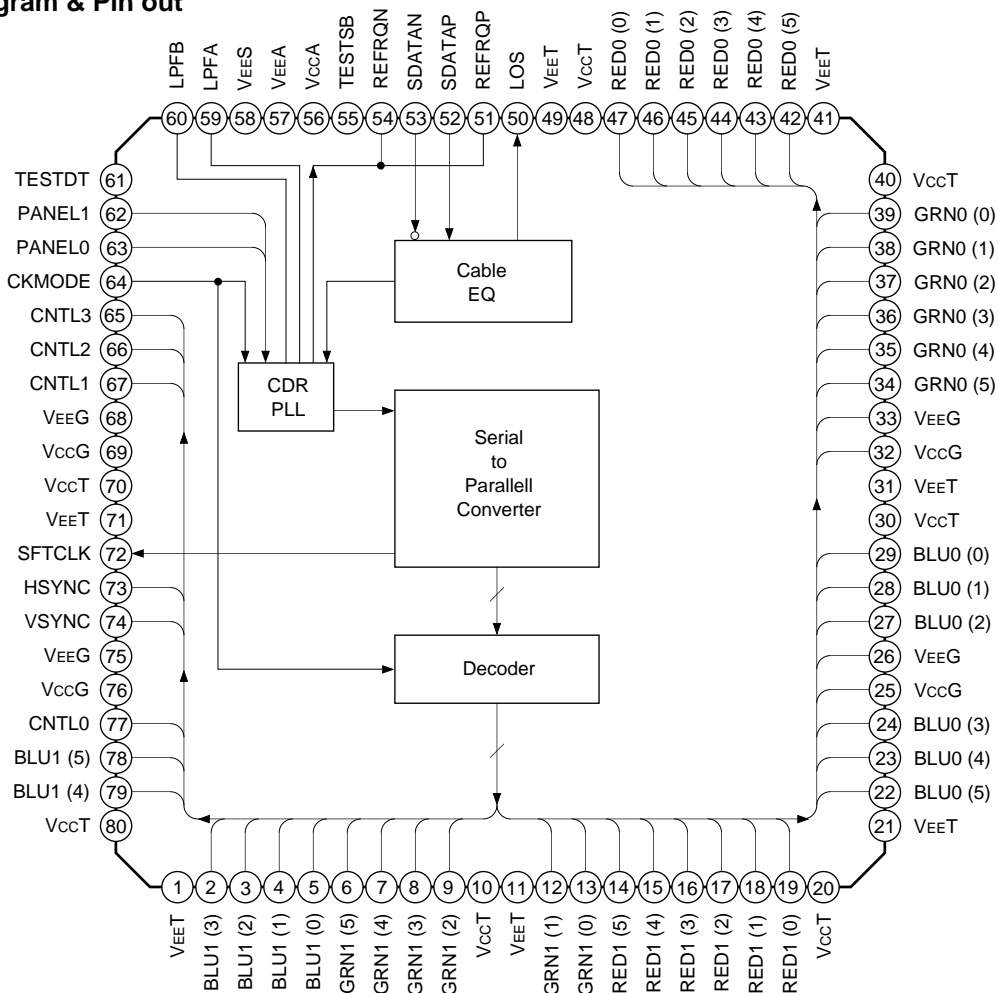 gram & Pin out
LPFB
LPFA
VEES
VEEA
VCCA
TESTSB
REFRQN
SDATAN
SDATAP
REFRQP
LOS
VEET
VCCT
RED0 (0)
RED0 (1)
RED0 (2)
RED0 (3)
RED0 (4)
RED0 (5)
VEET
60 59 58 57 56 55 54 53 52 51 50 49 48 47 46 45 44 43 42 41
TESTDT 61
PANEL1 62
PANEL0 63
CKMODE 64
CNTL3 65
CNTL2 66
CNTL1 67
VEEG 68
VCCG 69
VCCT 70
VEET 71
SFTCLK 72
HSYNC 73
VSYNC 74
VEEG 75
VCCG 76
CNTL0 77
BLU1 (5) 78
BLU1 (4) 79
VCCT 80
Cable
EQ
CDR
PLL
Serial
to
Parallell
Converter
Decoder
40 VCCT
39 GRN0 (0)
38 GRN0 (1)
37 GRN0 (2)
36 GRN0 (3)
35 GRN0 (4)
34 GRN0 (5)
33 VEEG
32 VCCG
31 VEET
30 VCCT
29 BLU0 (0)
28 BLU0 (1)
27 BLU0 (2)
26 VEEG
25 VCCG
24 BLU0 (3)
23 BLU0 (4)
22 BLU0 (5)
21 VEET
1 2 3 4 5 6 7 8 9 10 11 12 13 14 15 16 17 18 19 20
VEET
BLU1 (3)
BLU1 (2)
BLU1 (1)
BLU1 (0)
GRN1 (5)
GRN1 (4)
GRN1 (3)
GRN1 (2)
VCCT
VEET
GRN1 (1)
GRN1 (0)
RED1 (5)
RED1 (4)
RED1 (3)
RED1 (2)
RED1 (1)
RED1 (0)
VCCT